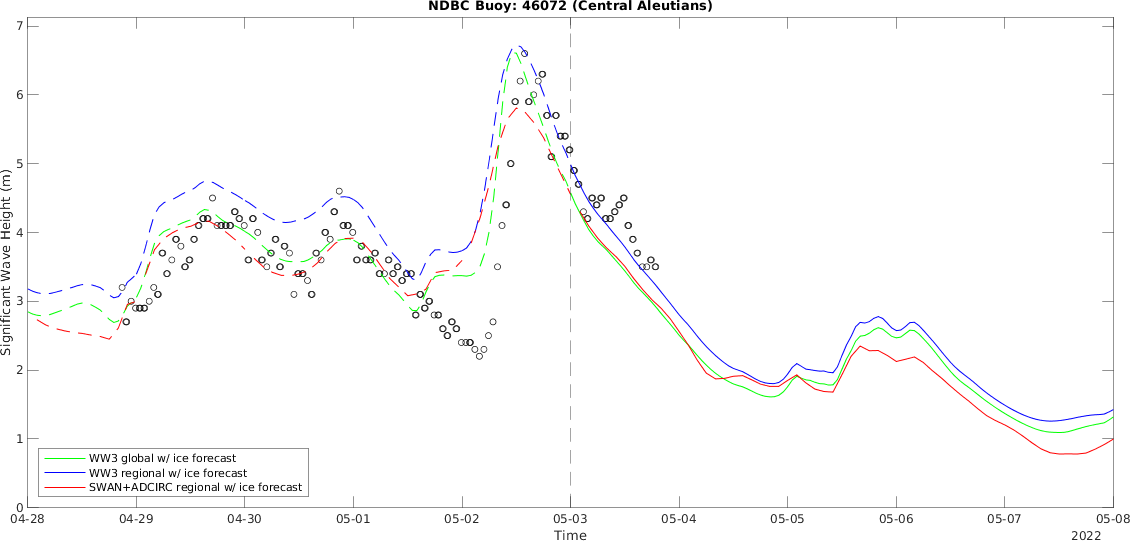 NDBC Buoy: 46072 (Central Aleutians)
7
6
5
4
3
2
1
0
Significant Wave Height (m)
WW3 global w/ ice forecast
WW3 regional w/ ice forecast
SWAN+ADCIRC regional w/ ice forecast
04-28 04-29 04-30 05-01 05-02 05-03 05-04 05-05 05-06 05-07 05-08
Time
2022